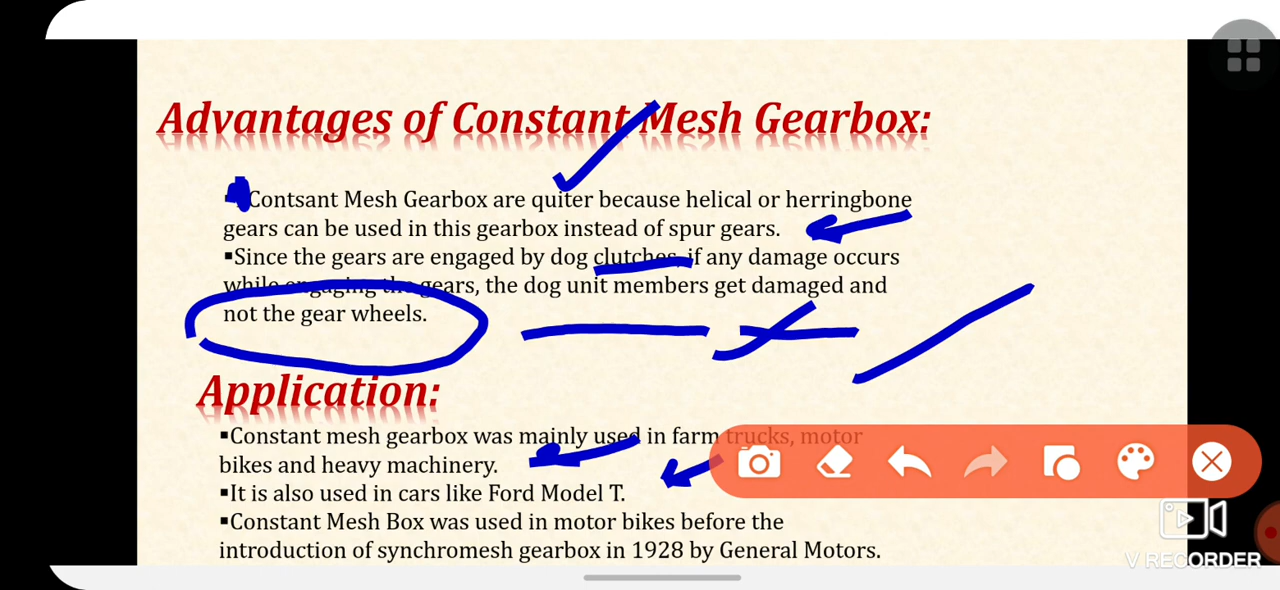 Advantages of Constant Mesh Gearbox:
▪Contsant Mesh Gearbox are quiter because helical or herringbone
gears can be used in this gearbox instead of spur gears.
▪Since the gears are engaged by dog clutches, if any damage occurs
while engaging the gears, the dog unit members get damaged and
not the gear wheels.
Application:
▪Constant mesh gearbox was mainly used in farm trucks, motor
bikes and heavy machinery.
▪It is also used in cars like Ford Model T.
▪Constant Mesh Box was used in motor bikes before the
introduction of synchromesh gearbox in 1928 by General Motors.
V RECORDER